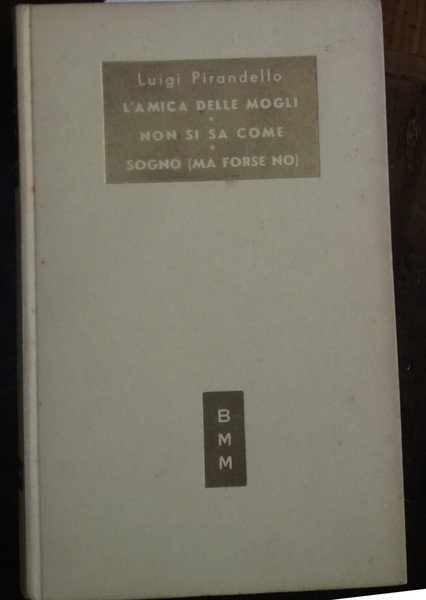 Luigi Pirandello
L'AMICA DELLE MOGLI
*
NON SI SA COME
*
SOGNO (MA FORSE NO)
B
M
M